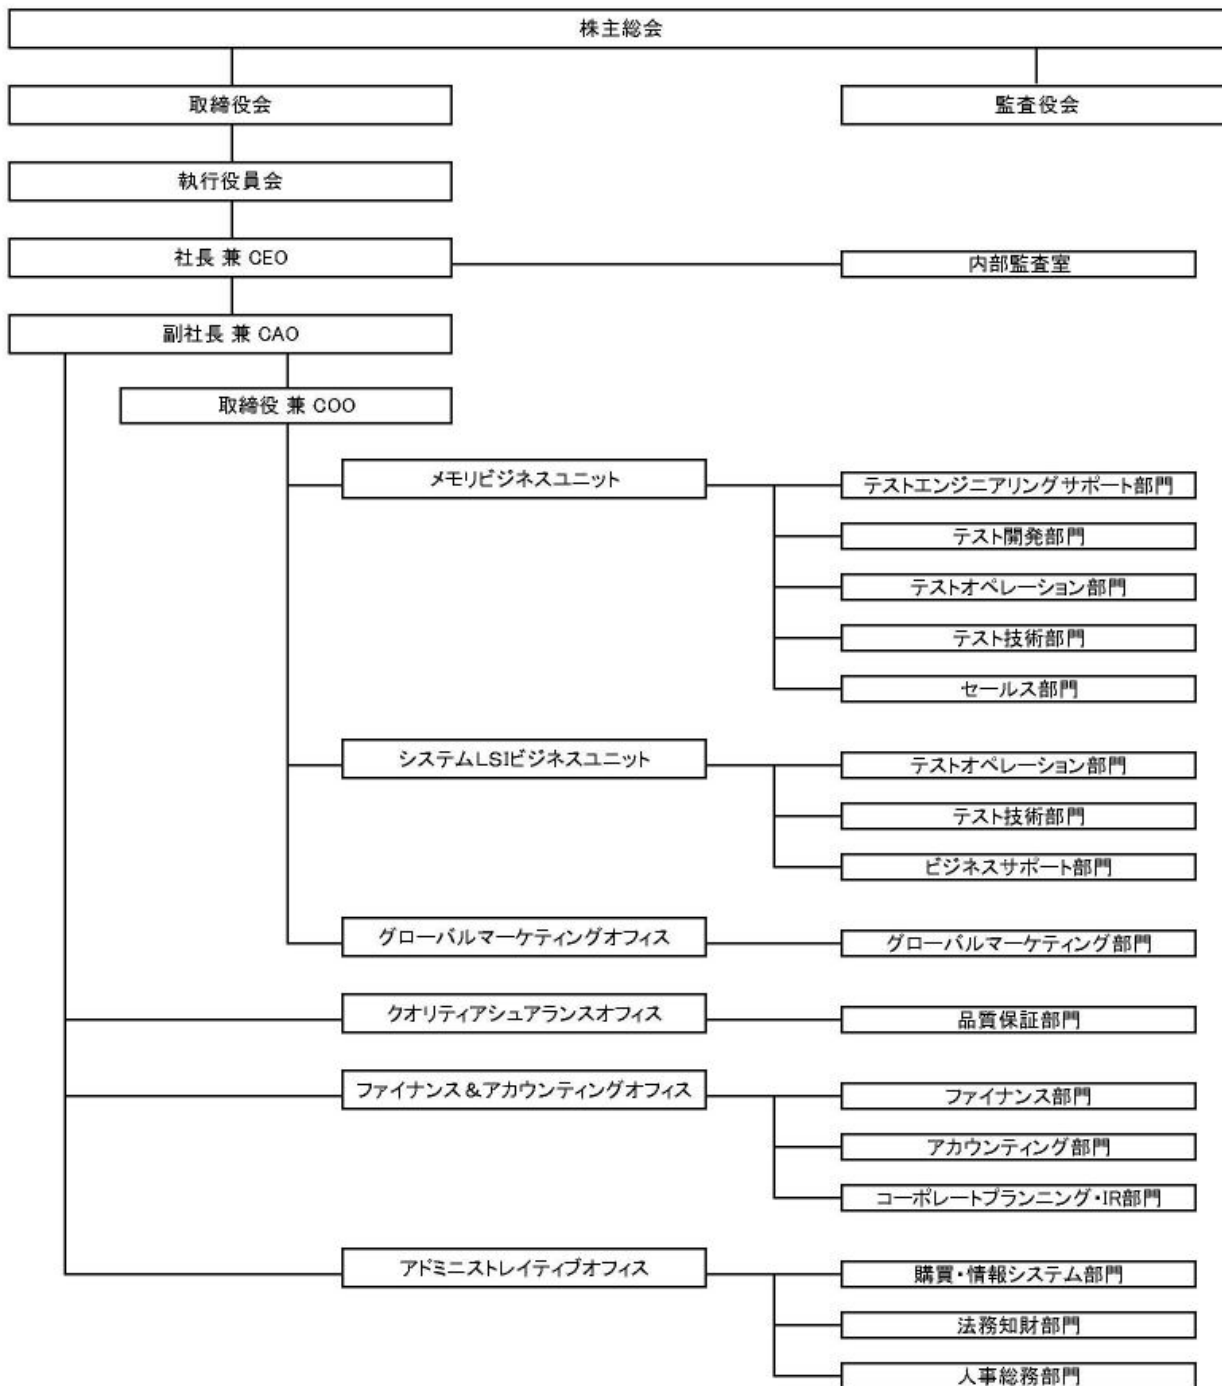 株主総会
取締役会
監査役会
執行役員会
社長 兼 CEO
内部監査室
副社長 兼 CAO
取締役 兼 COO
メモリビジネスユニット
テストエンジニアリングサポート部門
テスト開発部門
テストオペレーション部門
テスト技術部門
セールス部門
システムLSIビジネスユニット
テストオペレーション部門
テスト技術部門
ビジネスサポート部門
グローバルマーケティングオフィス
グローバルマーケティング部門
クオリティアシュアランスオフィス
品質保証部門
ファイナンス＆アカウンティングオフィス
ファイナンス部門
アカウンティング部門
コーポレートプランニング・IR部門
アドミニストレイティブオフィス
購買・情報システム部門
法務知財部門
人事総務部門